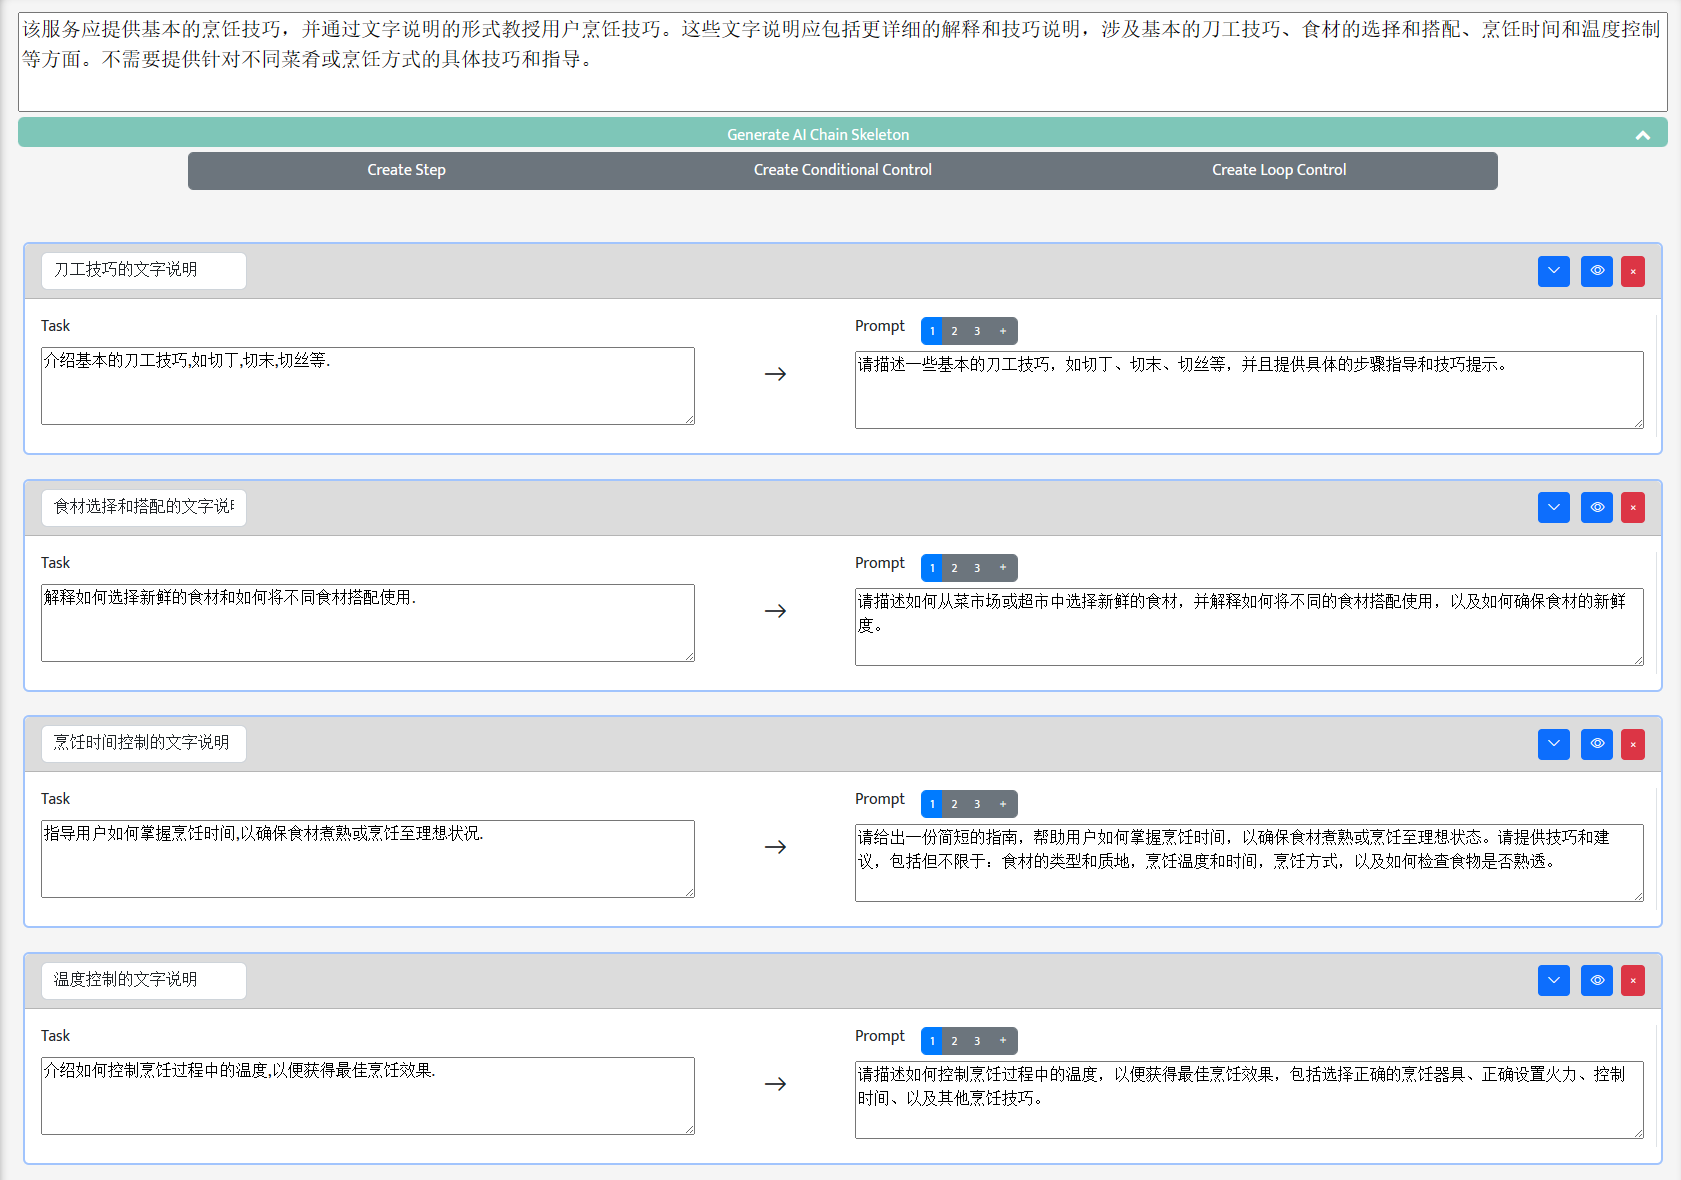 该服务应提供基本的烹饪技巧，并通过文字说明的形式教授用户烹饪技巧。这些文字说明应包括更详细的解释和技巧说明，涉及基本的刀工技巧、食材的选择和搭配、烹饪时间和温度控制
等方面。不需要提供针对不同菜肴或烹饪方式的具体技巧和指导。
Generate AI Chain Skeleton
Create Step Create Conditional Control Create Loop Control
刀工技巧的文字说明
×
Task Prompt 1 2 3 +
介绍基本的刀工技巧,如切丁,切末,切丝等.
请描述一些基本的刀工技巧，如切丁、切末、切丝等，并且提供具体的步骤指导和技巧提示。
食材选择和搭配的文字说
×
Task Prompt 1 2 3 +
解释如何选择新鲜的食材和如何将不同食材搭配使用.
请描述如何从菜市场或超市中选择新鲜的食材，并解释如何将不同的食材搭配使用，以及如何确保食材的新鲜
度。
烹饪时间控制的文字说明
×
Task Prompt 1 2 3 +
指导用户如何掌握烹饪时间,以确保食材煮熟或烹饪至理想状况.
请给出一份简短的指南，帮助用户如何掌握烹饪时间，以确保食材煮熟或烹饪至理想状态。请提供技巧和建
议，包括但不限于：食材的类型和质地，烹饪温度和时间，烹饪方式，以及如何检查食物是否熟透。
温度控制的文字说明
×
Task Prompt 1 2 3 +
介绍如何控制烹饪过程中的温度,以便获得最佳烹饪效果.
请描述如何控制烹饪过程中的温度，以便获得最佳烹饪效果，包括选择正确的烹饪器具、正确设置火力、控制
时间、以及其他烹饪技巧。